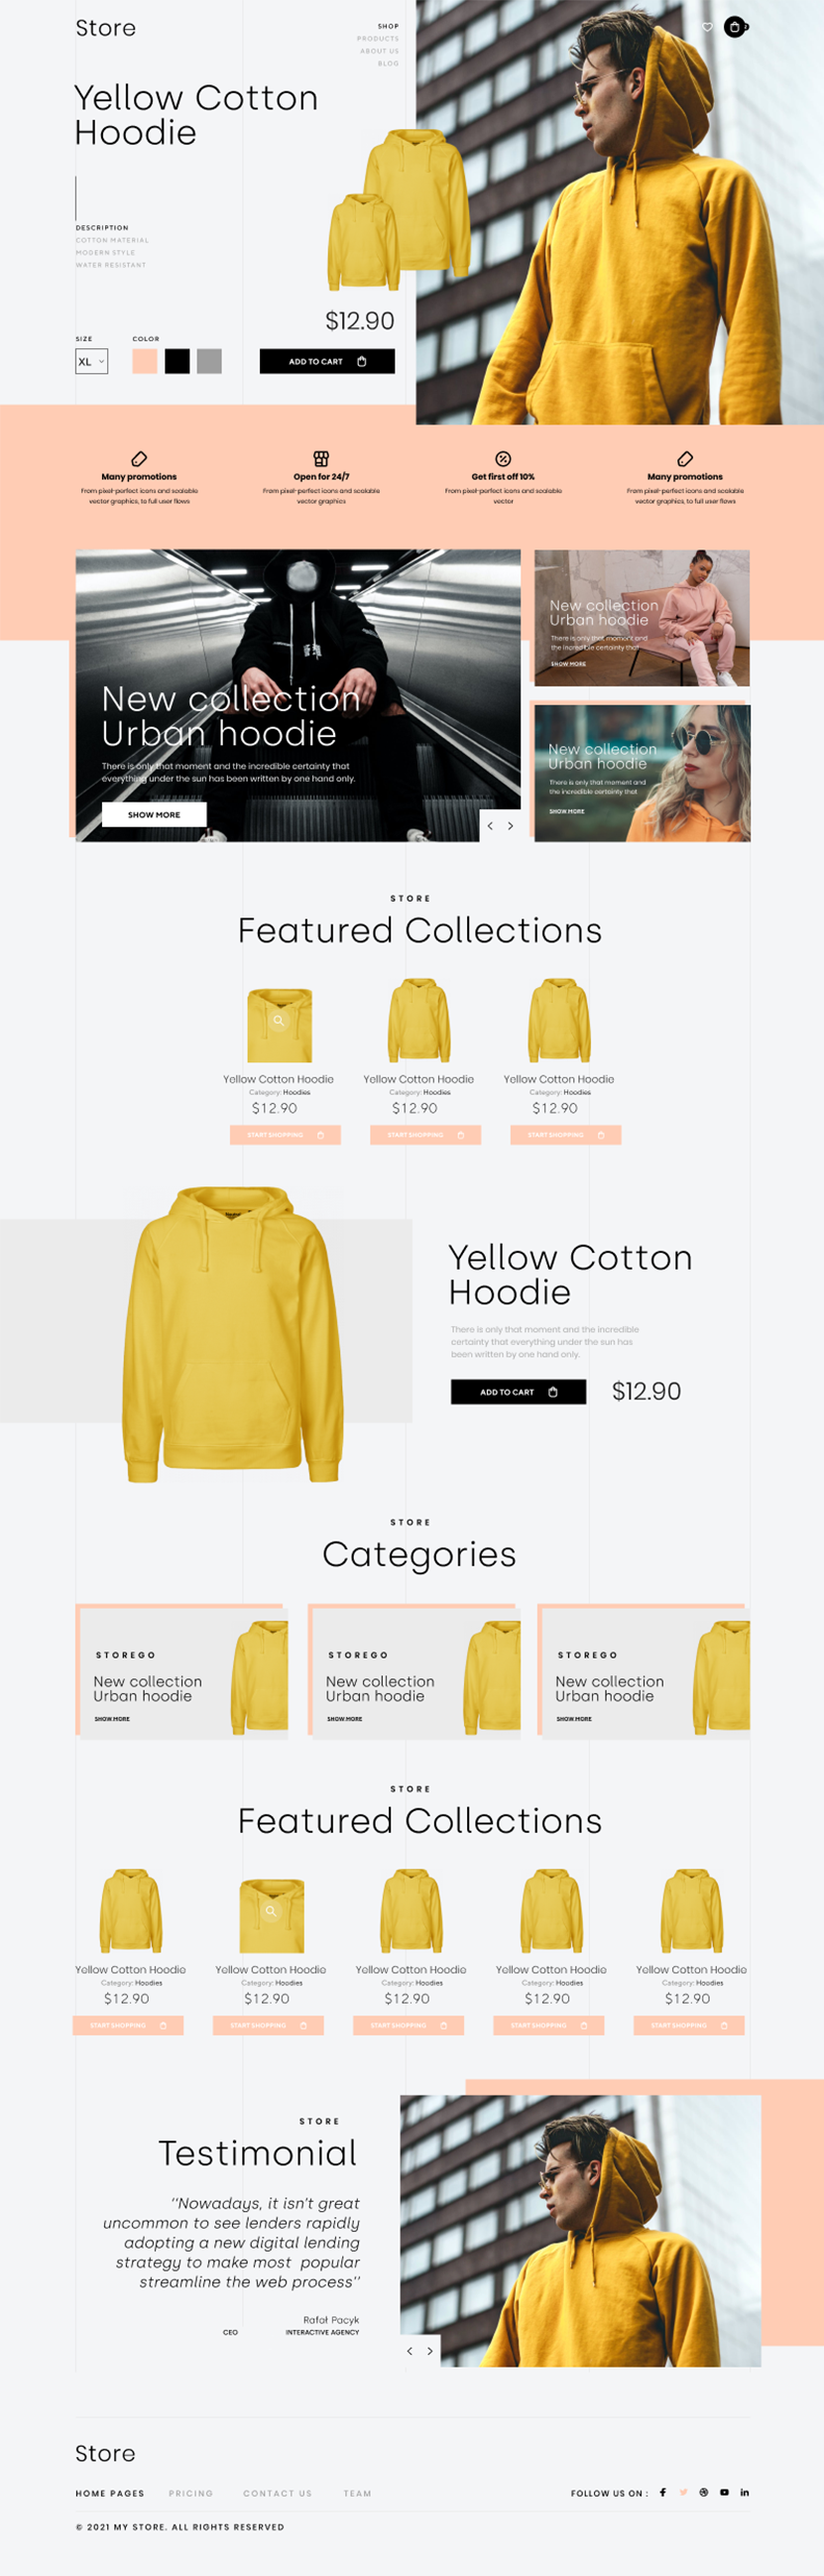 Store
SHOP
PRODUCTS
ABOUT US
BLOG
Yellow Cotton
Hoodie
DESCRIPTION
COTTON MATERIAL
MODERN STYLE
WATER RESISTANT
$12.90
SIZE
COLOR
XL
ADD TO CART
Many promotions
From pixel-perfect icons and scalable
vector graphics, to full user flows
Open for 24/7
From pixel-perfect icons and scalable
vector graphics
Get first off 10%
From pixel-perfect icons and scalable
vector
Many promotions
From pixel-perfect icons and scalable
vector graphics, to full user flows
New collection
Urban hoodie
There is only that moment and the incredible certainty that
everything under the sun has been written by one hand only.
SHOW MORE
New collection
Urban hoodie
There is only that moment and
the incredible certainty that
SHOW MORE
New collection
Urban hoodie
There is only that moment and
the incredible certainty that
SHOW MORE
STORE
Featured Collections
Yellow Cotton Hoodie
Category: Hoodies
$12.90
START SHOPPING
Yellow Cotton Hoodie
Category: Hoodies
$12.90
START SHOPPING
Yellow Cotton Hoodie
Category: Hoodies
$12.90
START SHOPPING
Yellow Cotton
Hoodie
There is only that moment and the incredible
certainty that everything under the sun has
been written by one hand only.
ADD TO CART
$12.90
STORE
Categories
STOREGO
New collection
Urban hoodie
SHOW MORE
STOREGO
New collection
Urban hoodie
SHOW MORE
STOREGO
New collection
Urban hoodie
SHOW MORE
STORE
Featured Collections
Yellow Cotton Hoodie
Category: Hoodies
$12.90
START SHOPPING
Yellow Cotton Hoodie
Category: Hoodies
$12.90
START SHOPPING
Yellow Cotton Hoodie
Category: Hoodies
$12.90
START SHOPPING
Yellow Cotton Hoodie
Category: Hoodies
$12.90
START SHOPPING
Yellow Cotton Hoodie
Category: Hoodies
$12.90
START SHOPPING
STORE
Testimonial
"Nowadays, it isn't great
uncommon to see lenders rapidly
adopting a new digital lending
strategy to make most popular
streamline the web process"
Rafał Pacyk
CEO INTERACTIVE AGENCY
Store
HOME PAGES
PRICING
CONTACT US
TEAM
FOLLOW US ON :
© 2021 MY STORE. ALL RIGHTS RESERVED